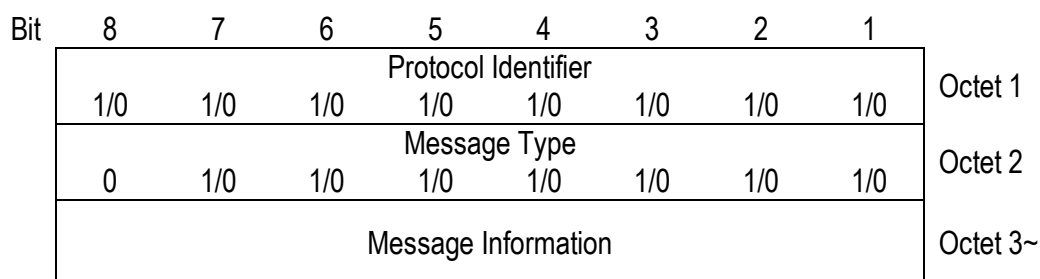 Bit 8 7 6 5 4 3 2 1
Protocol Identifier
1/0 1/0 1/0 1/0 1/0 1/0 1/0 1/0 Octet 1
Message Type
0 1/0 1/0 1/0 1/0 1/0 1/0 1/0 Octet 2
Message Information Octet 3~